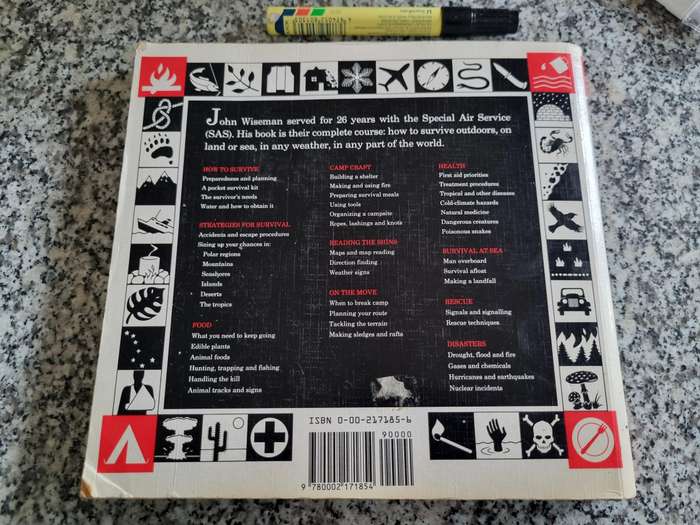 John Wiseman served for 26 years with the Special Air Service
(SAS). His book is their complete course: how to survive outdoors, on
land or sea, in any weather, in any part of the world.
HOW TO SURVIVE
Preparedness and planning
A pocket survival kit
The survivor's needs
Water and how to obtain it
STRATEGIES FOR SURVIVAL
Accidents and escape procedures
Sizing up your chances in:
Polar regions
Mountains
Seashores
Islands
Deserts
The tropics
FOOD
What you need to keep going
Edible plants
Animal foods
Hunting, trapping and fishing
Handling the kill
Animal tracks and signs
CAMP CRAFT
Building a shelter
Making and using fire
Preparing survival meals
Using tools
Organizing a campsite
Ropes, lashings and knots
READING THE SIGNS
Maps and map reading
Direction finding
Weather signs
ON THE MOVE
When to break camp
Planning your route
Tackling the terrain
Making sledges and rafts
HEALTH
First aid priorities
Treatment procedures
Tropical and other diseases
Cold-climate hazards
Natural medicine
Dangerous creatures
Poisonous snakes
SURVIVAL AT SEA
Man overboard
Survival afloat
Making a landfall
RESCUE
Signals and signalling
Rescue techniques
DISASTERS
Drought, flood and fire
Gases and chemicals
Hurricanes and earthquakes
Nuclear incidents
ISBN 0-00-217185-6
90000
9 780002 171854